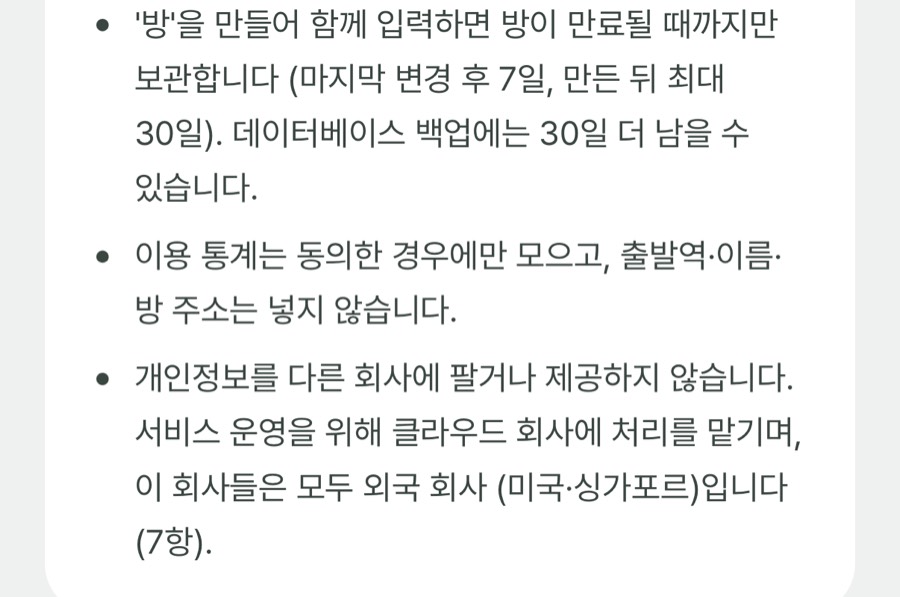 • '방'을 만들어 함께 입력하면 방이 만료될 때까지만
보관합니다 (마지막 변경 후 7일, 만든 뒤 최대
30일). 데이터베이스 백업에는 30일 더 남을 수
있습니다.
• 이용 통계는 동의한 경우에만 모으고, 출발역·이름·
방 주소는 넣지 않습니다.
• 개인정보를 다른 회사에 팔거나 제공하지 않습니다.
서비스 운영을 위해 클라우드 회사에 처리를 맡기며,
이 회사들은 모두 외국 회사 (미국·싱가포르)입니다
(7항).